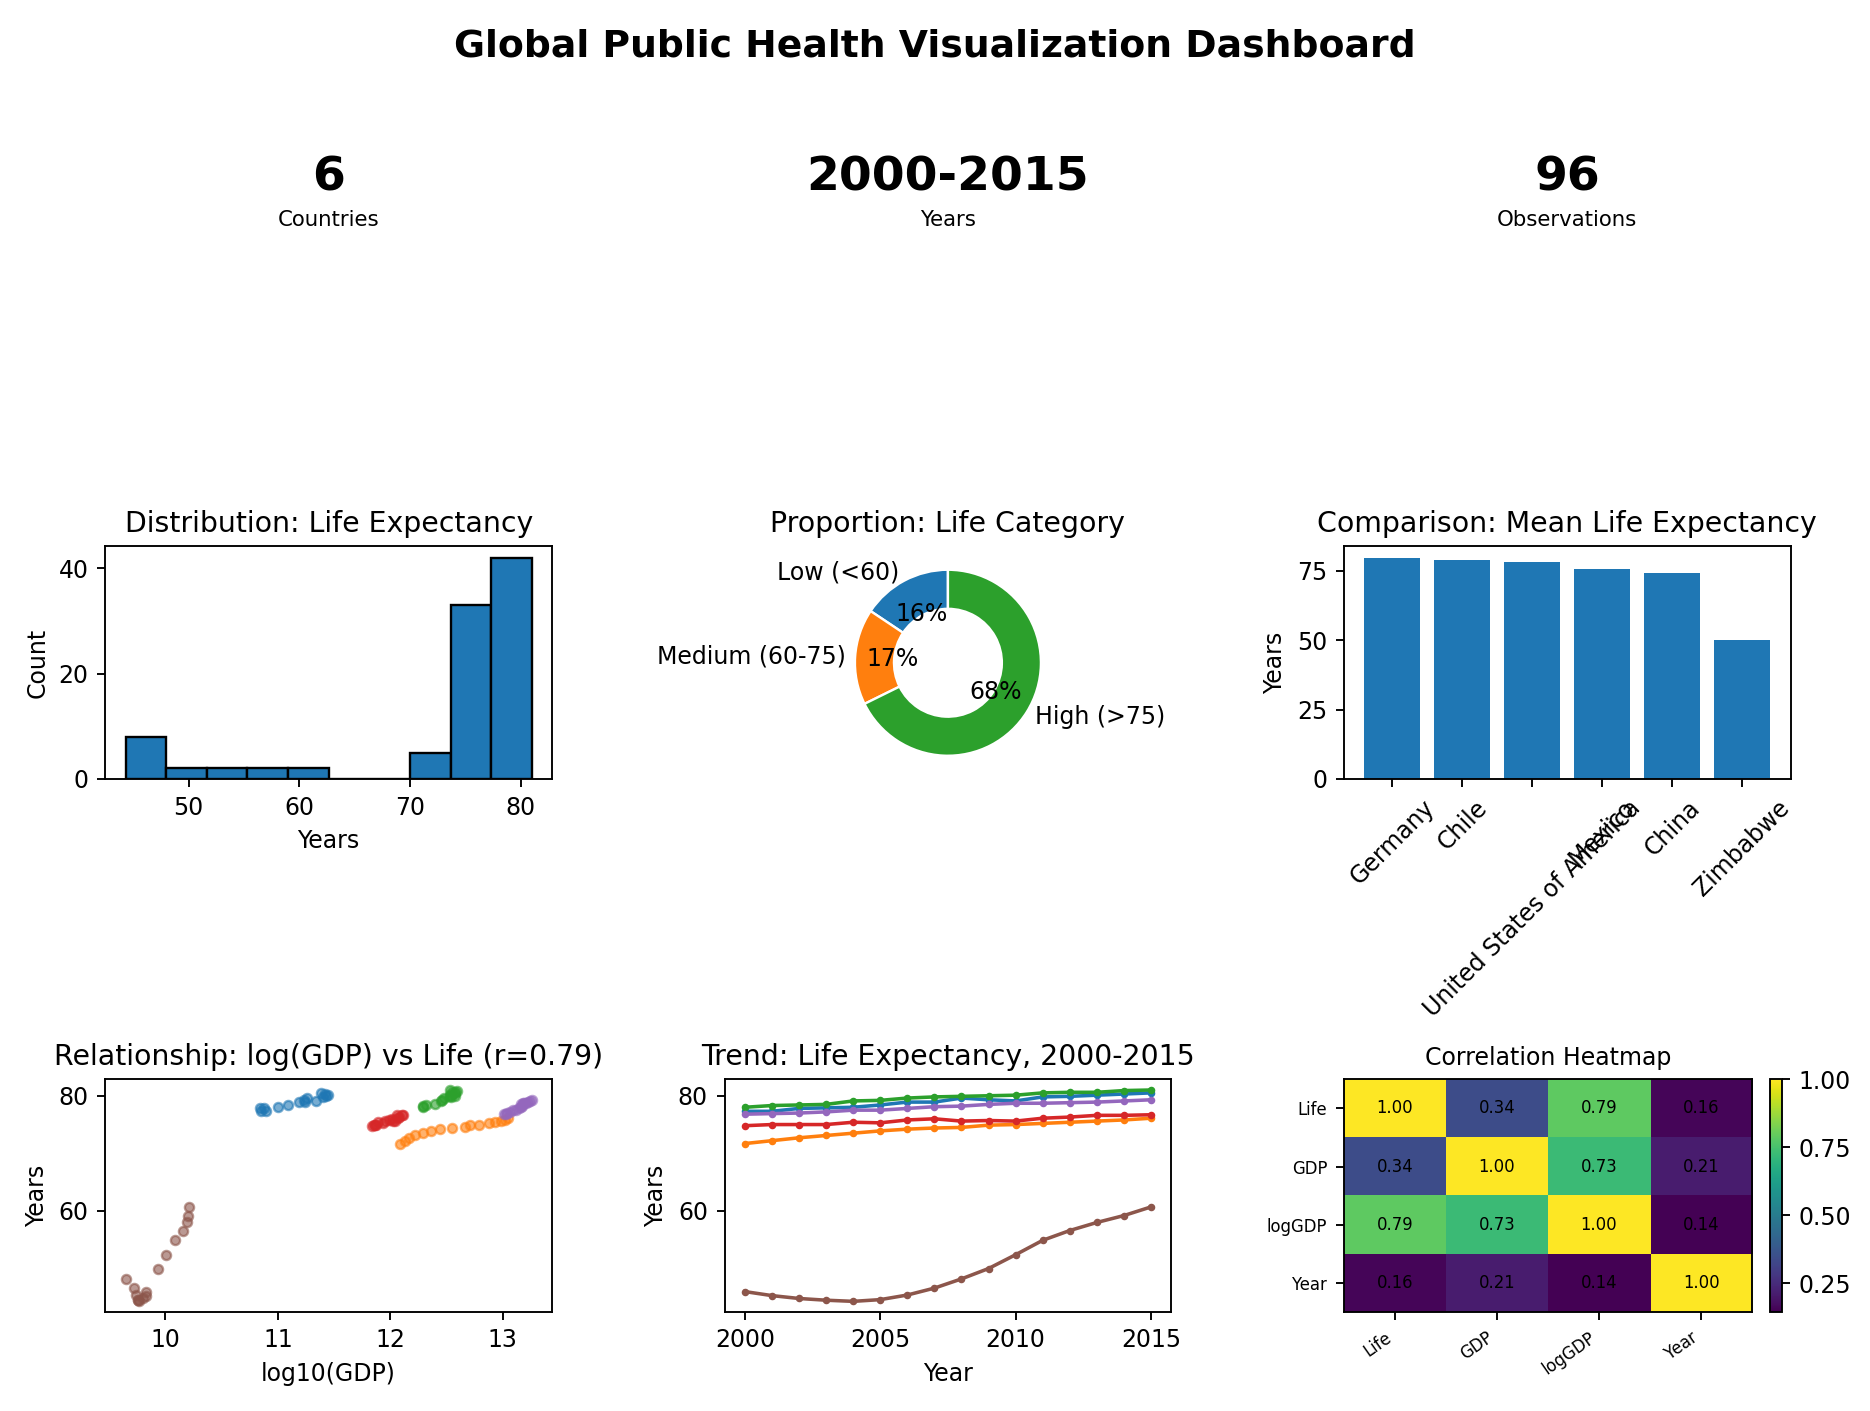 Global Public Health Visualization Dashboard
6
Countries
2000-2015
Years
96
Observations
Distribution: Life Expectancy
Count
40
20
0
50 60 70 80
Years
Proportion: Life Category
Low (<60)
16%
Medium (60-75)
17%
68%
High (>75)
Comparison: Mean Life Expectancy
Years
75
50
25
0
Germany
Chile
United States of America
Mexico
China
Zimbabwe
Relationship: log(GDP) vs Life (r=0.79)
Years
80
60
10 11 12 13
log10(GDP)
Trend: Life Expectancy, 2000-2015
Years
80
60
2000 2005 2010 2015
Year
Correlation Heatmap
Life 1.00 0.34 0.79 0.16
GDP 0.34 1.00 0.73 0.21
logGDP 0.79 0.73 1.00 0.14
Year 0.16 0.21 0.14 1.00
Life GDP logGDP Year
1.00
0.75
0.50
0.25